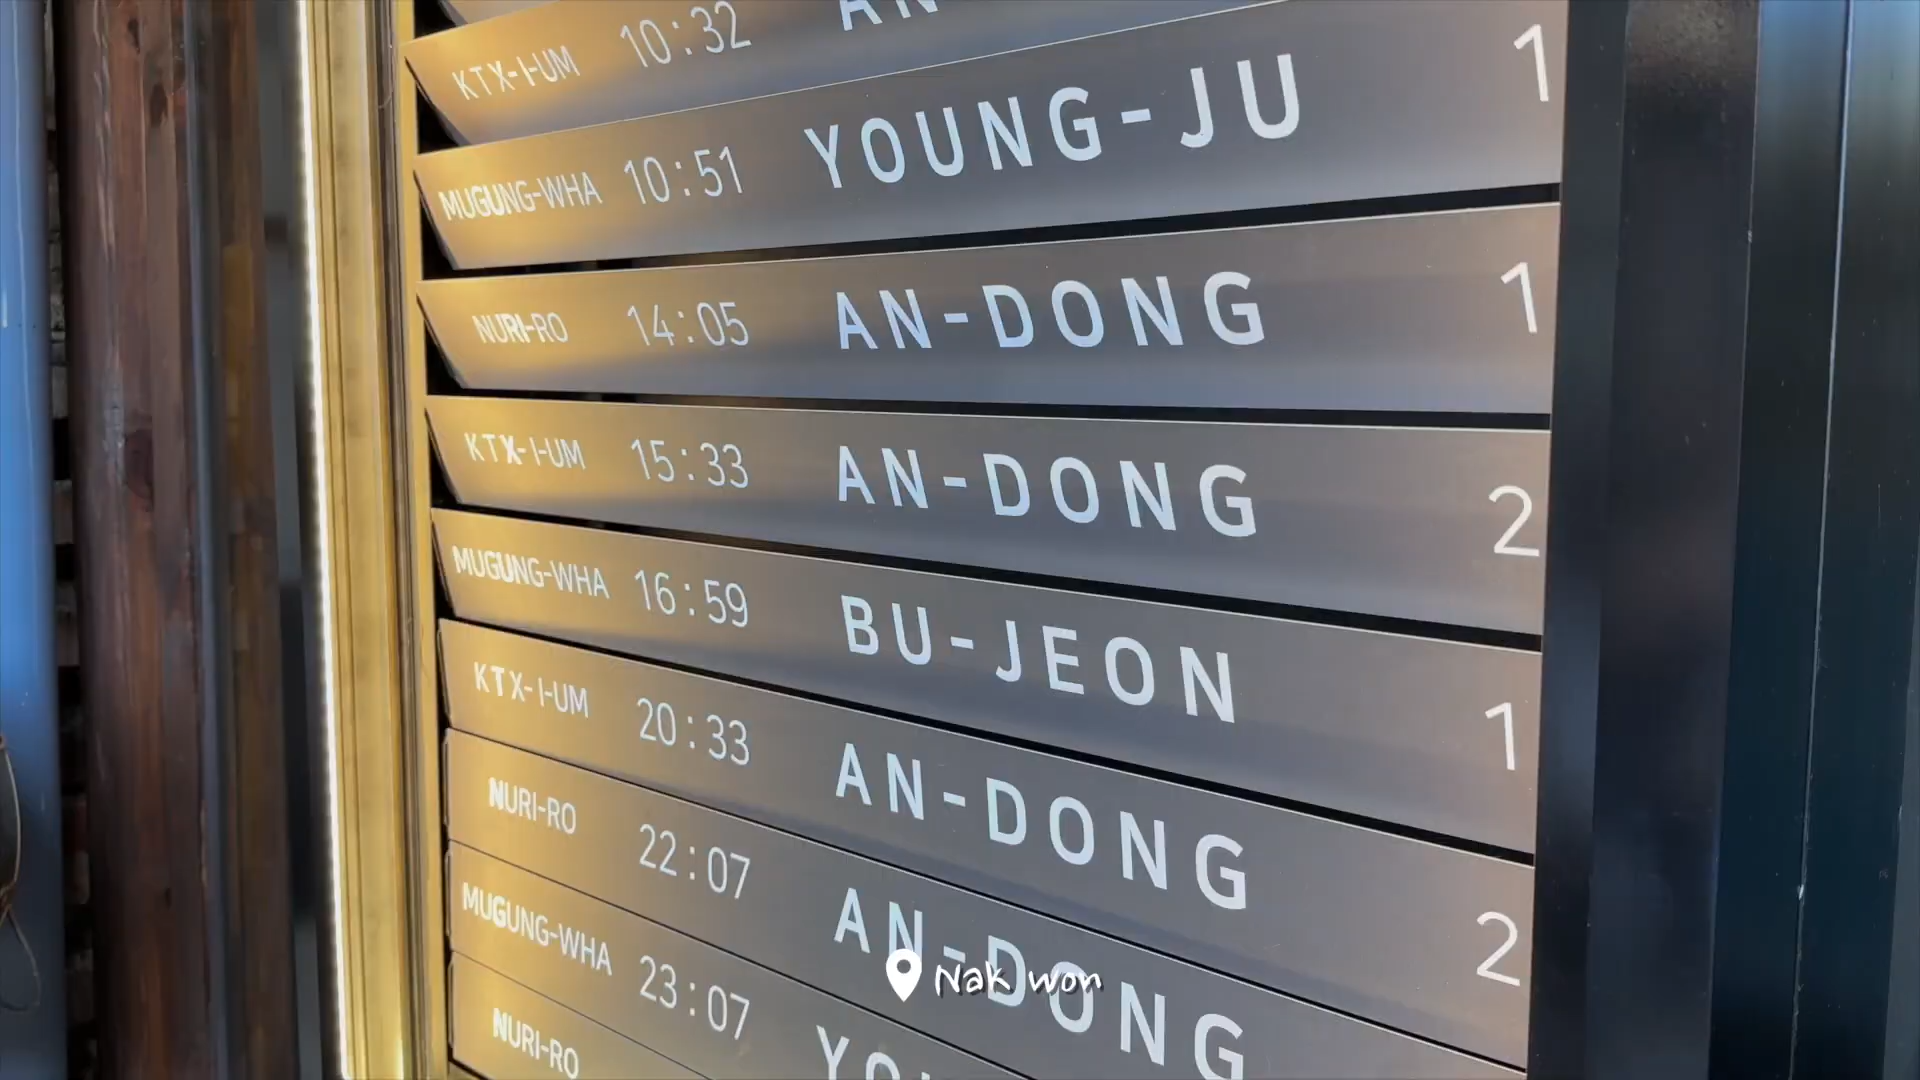 KTX-I-UM 10:32 AN
MUGUNG-WHA 10:51 YOUNG-JU 1
NURI-RO 14:05 AN-DONG 1
KTX-I-UM 15:33 AN-DONG 2
MUGUNG-WHA 16:59 BU-JEON 1
KTX-I-UM 20:33 AN-DONG 2
NURI-RO 22:07 AN-DONG
MUGUNG-WHA 23:07 YO
NURI-RO
Nak won